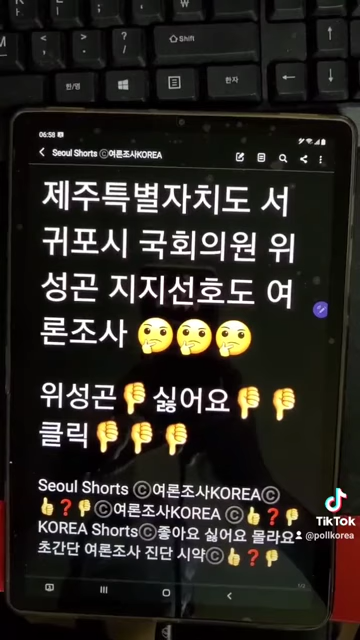 Shift
한/영
한자
06:58
Seoul Shorts ⓒ여론조사KOREA
제주특별자치도 서
귀포시 국회의원 위
성곤 지지선호도 여
론조사 🤔🤔🤔
위성곤👎싫어요👎👎
클릭👎👎👎
Seoul Shorts ⓒ여론조사KOREAⓒ
👍❓👎ⓒ여론조사KOREA ⓒ👍❓👎ⓒ
KOREA Shortsⓒ좋아요 싫어요 몰라요
초간단 여론조사 진단 시약ⓒ👍❓👎
1/2
TikTok
@pollkorea